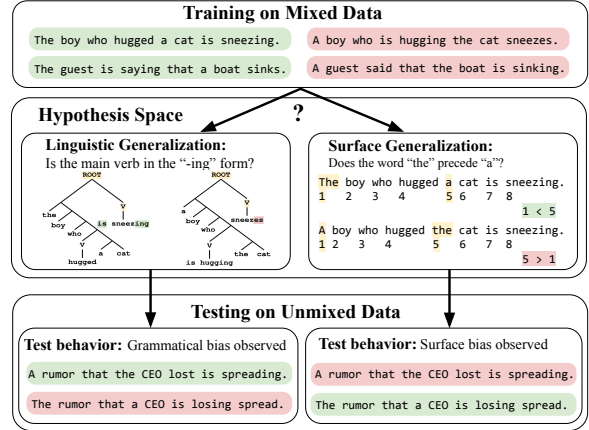 Training on Mixed Data
The boy who hugged a cat is sneezing.
A boy who is hugging the cat sneezes.
The guest is saying that a boat sinks.
A guest said that the boat is sinking.
Hypothesis Space
?
Linguistic Generalization:
Is the main verb in the “-ing” form?
ROOT
V
the
boy
who
is sneezing
V
a
cat
hugged
ROOT
V
a
boy
who
sneezes
V
the cat
is hugging
Surface Generalization:
Does the word “the” precede “a”?
The boy who hugged a cat is sneezing.
1 2 3 4 5 6 7 8
1 < 5
A boy who hugged the cat is sneezing.
1 2 3 4 5 6 7 8
5 > 1
Testing on Unmixed Data
Test behavior: Grammatical bias observed
A rumor that the CEO lost is spreading.
The rumor that a CEO is losing spread.
Test behavior: Surface bias observed
A rumor that the CEO lost is spreading.
The rumor that a CEO is losing spread.